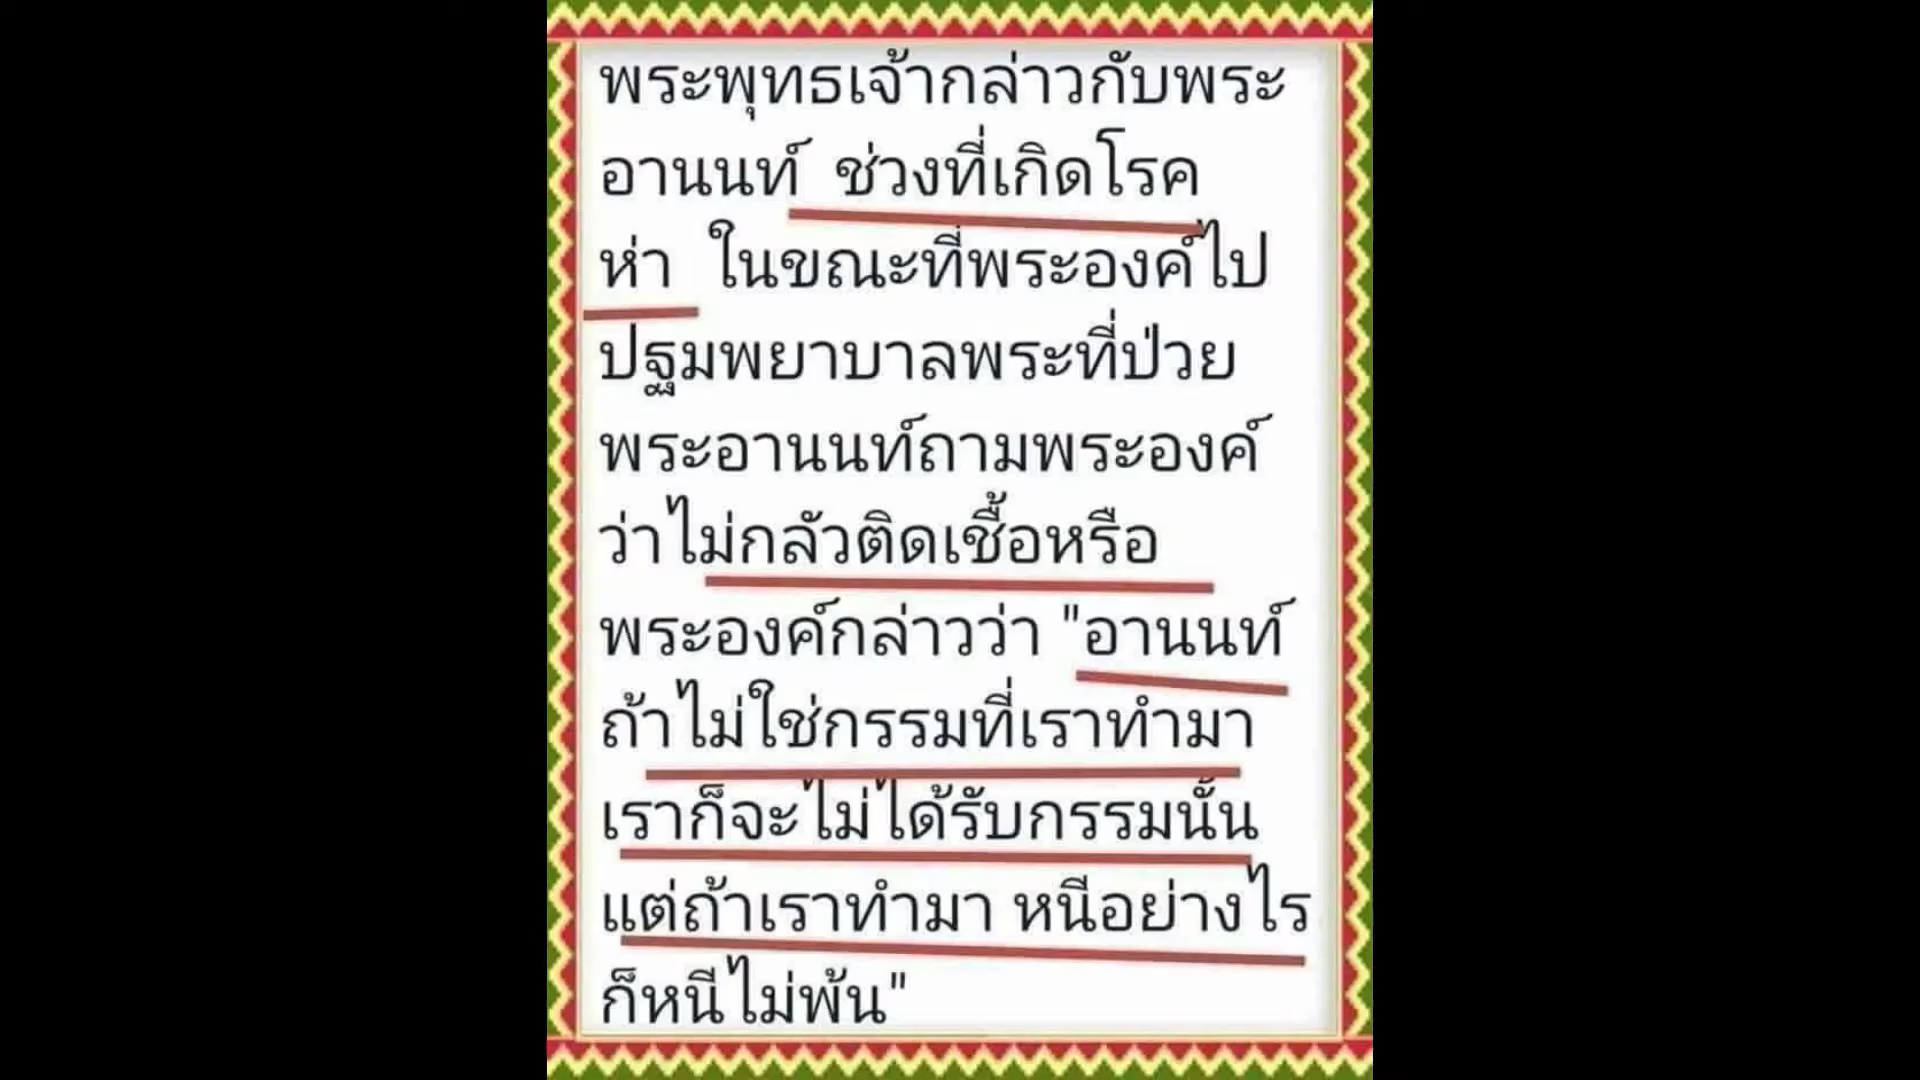 พระพุทธเจ้ากล่าวกับพระ
อานนท์ ช่วงที่เกิดโรค
ห่า ในขณะที่พระองค์ไป
ปฐมพยาบาลพระที่ป่วย
พระอานนท์ถามพระองค์
ว่าไม่กลัวติดเชื้อหรือ
พระองค์กล่าวว่า "อานนท์
ถ้าไม่ใช่กรรมที่เราทำมา
เราก็จะไม่ได้รับกรรมนั้น
แต่ถ้าเราทำมา หนีอย่างไร
ก็หนีไม่พ้น"